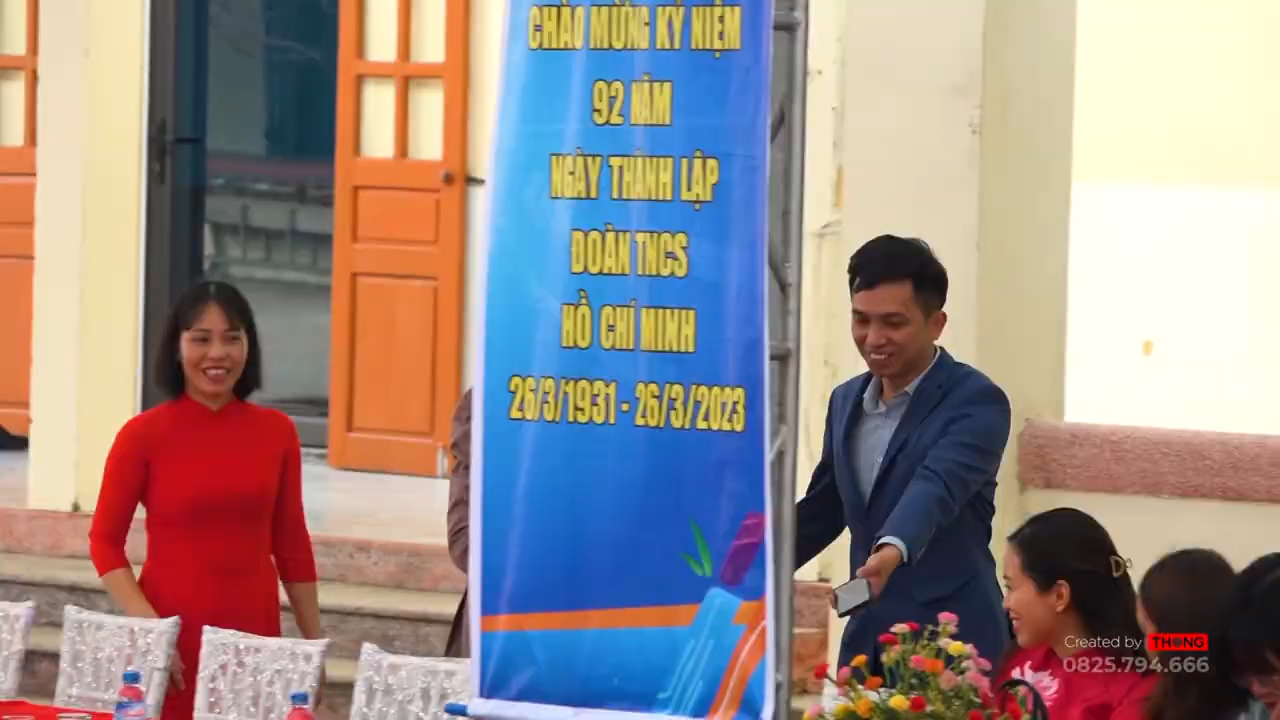 CHÀO MỪNG KỶ NIỆM
92 NĂM
NGÀY THÀNH LẬP
ĐOÀN TNCS
HỒ CHÍ MINH
26/3/1931 - 26/3/2023
Created by THONG
0825.794.666